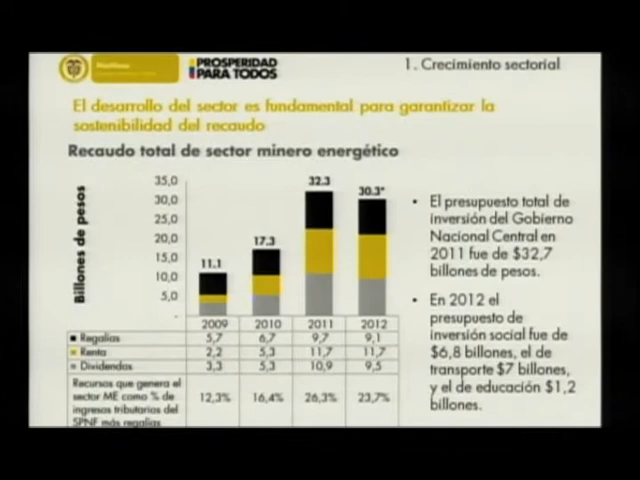 PROSPERIDAD
PARA TODOS
1. Crecimiento sectorial
El desarrollo del sector es fundamental para garantizar la
sostenibilidad del recaudo
Recaudo total de sector minero energético
Billones de pesos
35,0
30,0
25,0
20,0
15,0
10,0
5,0
-
11.1
17.3
32.3
30.3*
2009 2010 2011 2012
Regalías 5,7 6,7 9,7 9,1
Renta 2,2 5,3 11,7 11,7
Dividendos 3,3 5,3 10,9 9,5
Recursos que genera el
sector ME como % de
ingresos tributarios del
SPNF más regalías
12,3% 16,4% 26,3% 23,7%
• El presupuesto total de
inversión del Gobierno
Nacional Central en
2011 fue de $32,7
billones de pesos.
• En 2012 el
presupuesto de
inversión social fue de
$6,8 billones, el de
transporte $7 billones,
y el de educación $1,2
billones.